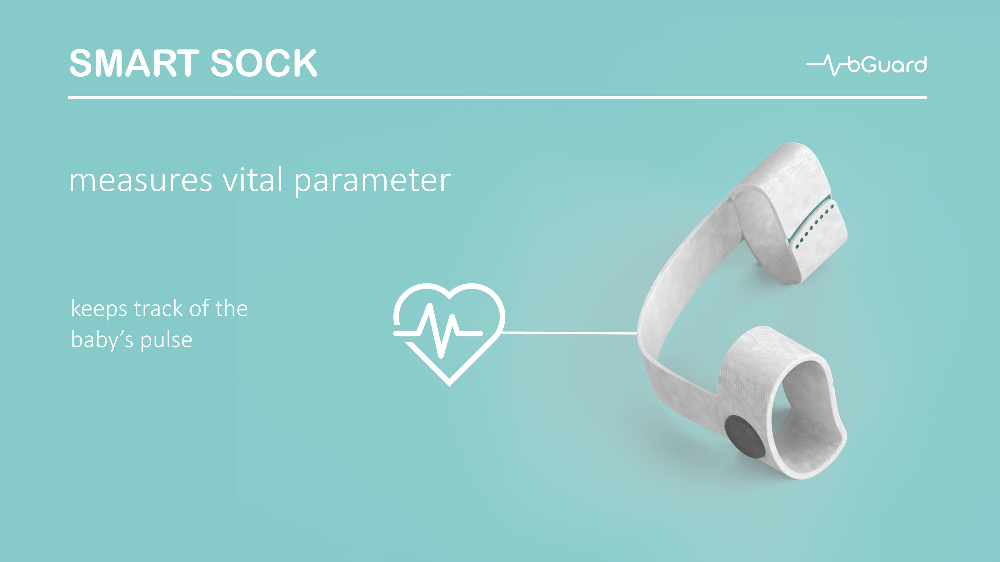 SMART SOCK
bGuard
measures vital parameter
keeps track of the
baby’s pulse